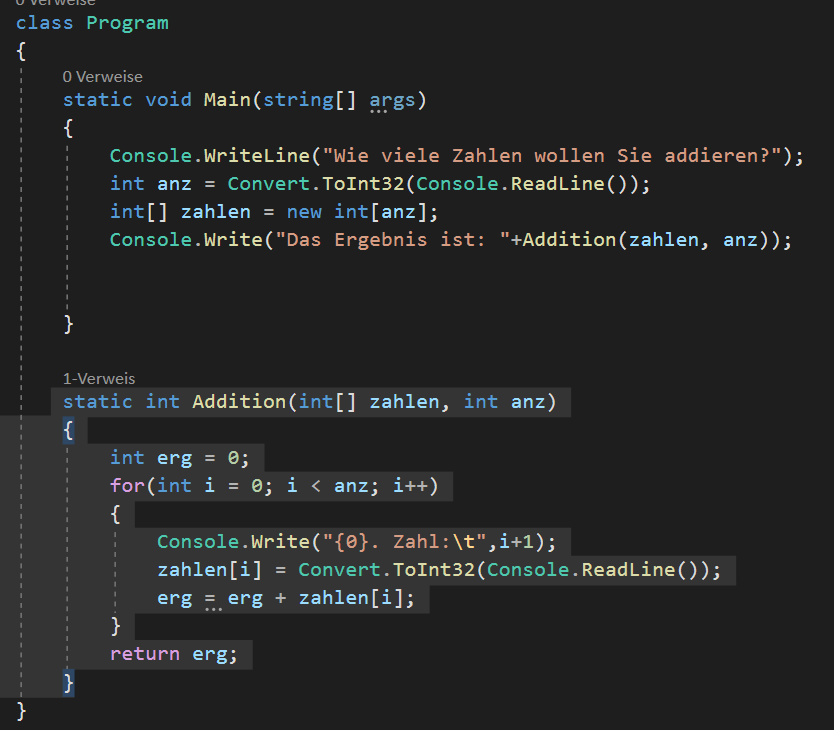 0 Verweise
class Program
{
0 Verweise
static void Main(string[] args)
{
Console.WriteLine("Wie viele Zahlen wollen Sie addieren?");
int anz = Convert.ToInt32(Console.ReadLine());
int[] zahlen = new int[anz];
Console.Write("Das Ergebnis ist: "+Addition(zahlen, anz));
}
1-Verweis
static int Addition(int[] zahlen, int anz)
{
int erg = 0;
for(int i = 0; i < anz; i++)
{
Console.Write("{0}. Zahl:\t",i+1);
zahlen[i] = Convert.ToInt32(Console.ReadLine());
erg = erg + zahlen[i];
}
return erg;
}
}